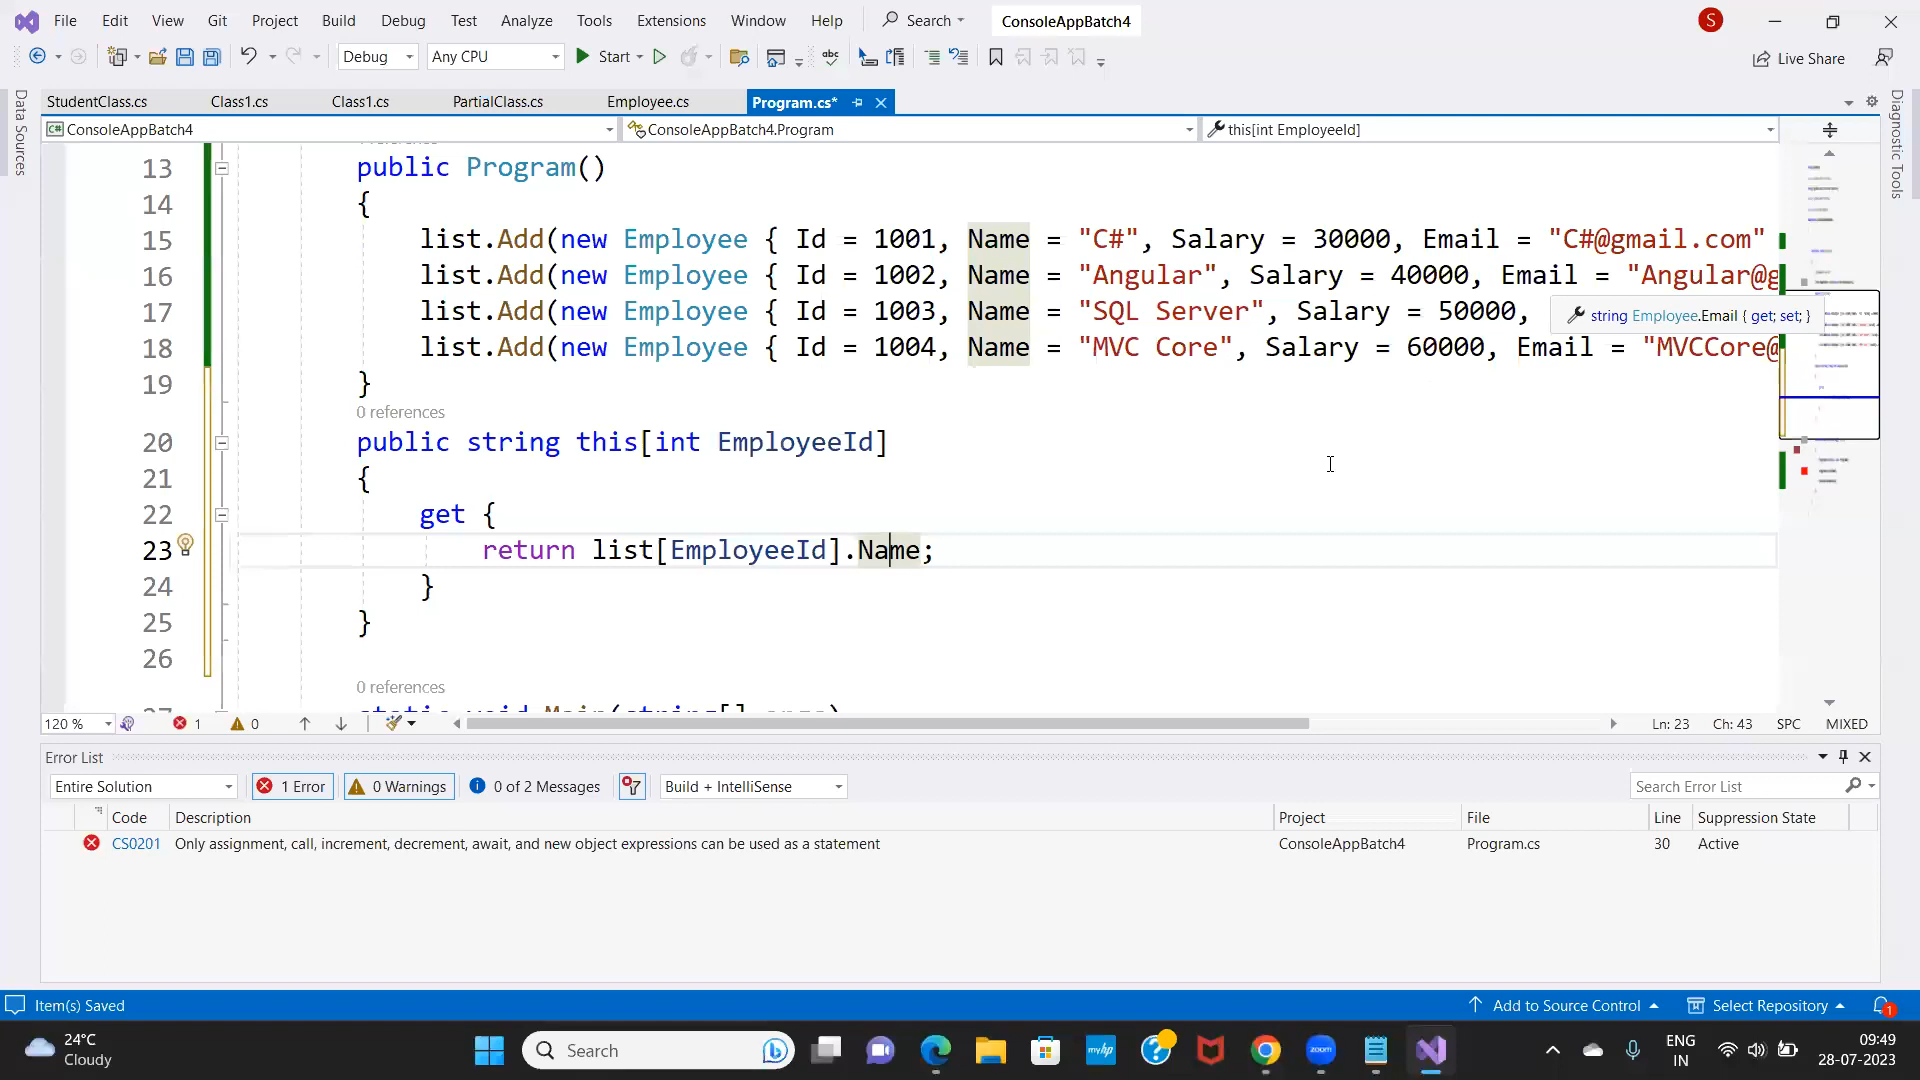 File Edit View Git Project Build Debug Test Analyze Tools Extensions Window Help Search ConsoleAppBatch4 S
Debug Any CPU Start Live Share
StudentClass.cs Class1.cs Class1.cs PartialClass.cs Employee.cs Program.cs*
ConsoleAppBatch4 ConsoleAppBatch4.Program this[int EmployeeId]
Data Sources
Diagnostic Tools
13 public Program()
14 {
15 list.Add(new Employee { Id = 1001, Name = "C#", Salary = 30000, Email = "C#@gmail.com"
16 list.Add(new Employee { Id = 1002, Name = "Angular", Salary = 40000, Email = "Angular@g
17 list.Add(new Employee { Id = 1003, Name = "SQL Server", Salary = 50000,
string Employee.Email { get; set; }
18 list.Add(new Employee { Id = 1004, Name = "MVC Core", Salary = 60000, Email = "MVCCore@
19 }
0 references
20 public string this[int EmployeeId]
21 {
22 get {
23 return list[EmployeeId].Name;
24 }
25 }
26
0 references
static void Main(string[] args)
120 % 1 0 Ln: 23 Ch: 43 SPC MIXED
Error List
Entire Solution 1 Error 0 Warnings 0 of 2 Messages Build + IntelliSense Search Error List
Code Description Project File Line Suppression State
CS0201 Only assignment, call, increment, decrement, await, and new object expressions can be used as a statement ConsoleAppBatch4 Program.cs 30 Active
Item(s) Saved Add to Source Control Select Repository 1
24°C
Cloudy
Search
myhp
zoom
ENG
IN
09:49
28-07-2023